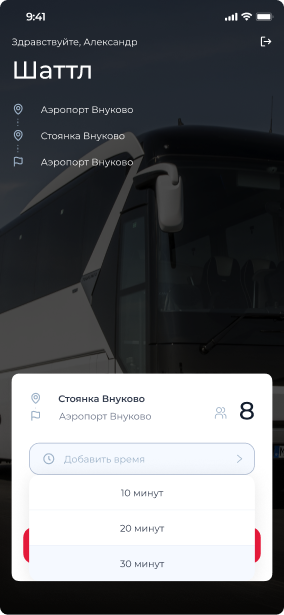 9:41
Здравствуйте, Александр
Шаттл
Аэропорт Внуково
Стоянка Внуково
Аэропорт Внуково
Стоянка Внуково
Аэропорт Внуково
8
Добавить время
10 минут
20 минут
30 минут